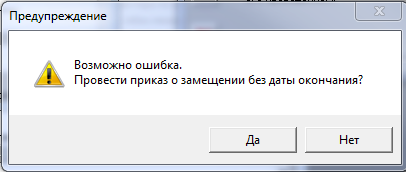 Предупреждение
Возможно ошибка.
Провести приказ о замещении без даты окончания?
Да
Нет